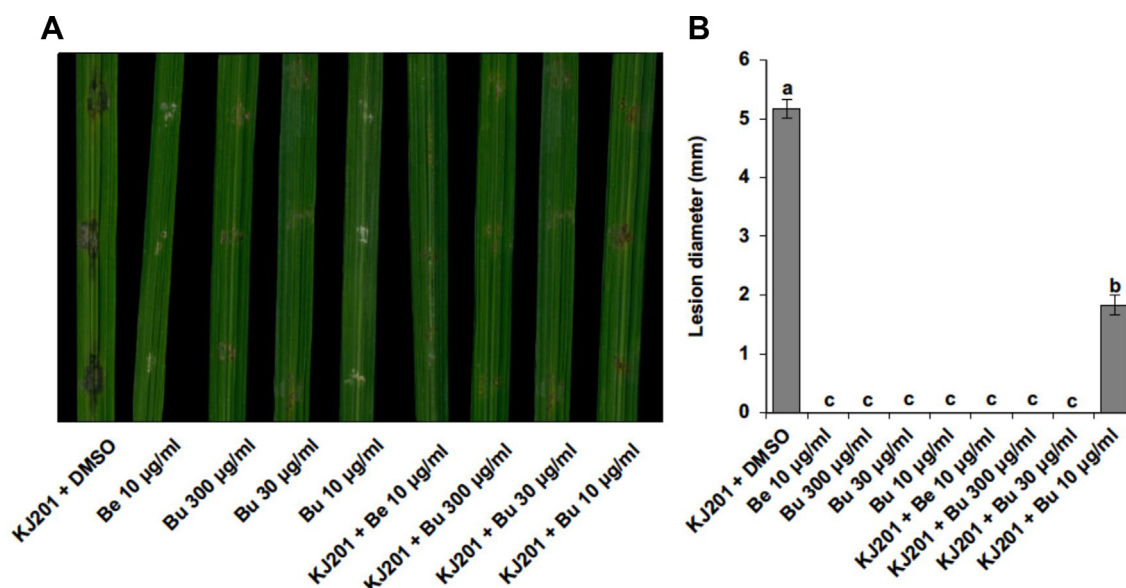 A
KJ201 + DMSO
Be 10 µg/ml
Bu 300 µg/ml
Bu 30 µg/ml
Bu 10 µg/ml
KJ201 + Be 10 µg/ml
KJ201 + Bu 300 µg/ml
KJ201 + Bu 30 µg/ml
KJ201 + Bu 10 µg/ml
B
Lesion diameter (mm)
6
5
4
3
2
1
0
a
c
c
c
c
c
c
c
b
KJ201 + DMSO
Be 10 µg/ml
Bu 300 µg/ml
Bu 30 µg/ml
Bu 10 µg/ml
KJ201 + Be 10 µg/ml
KJ201 + Bu 300 µg/ml
KJ201 + Bu 30 µg/ml
KJ201 + Bu 10 µg/ml